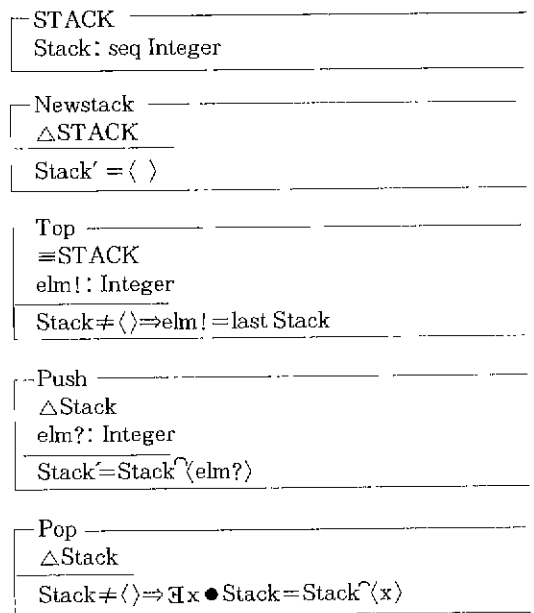 STACK
Stack: seq Integer
Newstack
△STACK
Stack′=⟨ ⟩
Top
≡STACK
elm!: Integer
Stack≠⟨⟩⇒elm!=last Stack
Push
△Stack
elm?: Integer
Stack′=Stack⁀⟨elm?⟩
Pop
△Stack
Stack≠⟨⟩⇒∃x●Stack=Stack⁀⟨x⟩